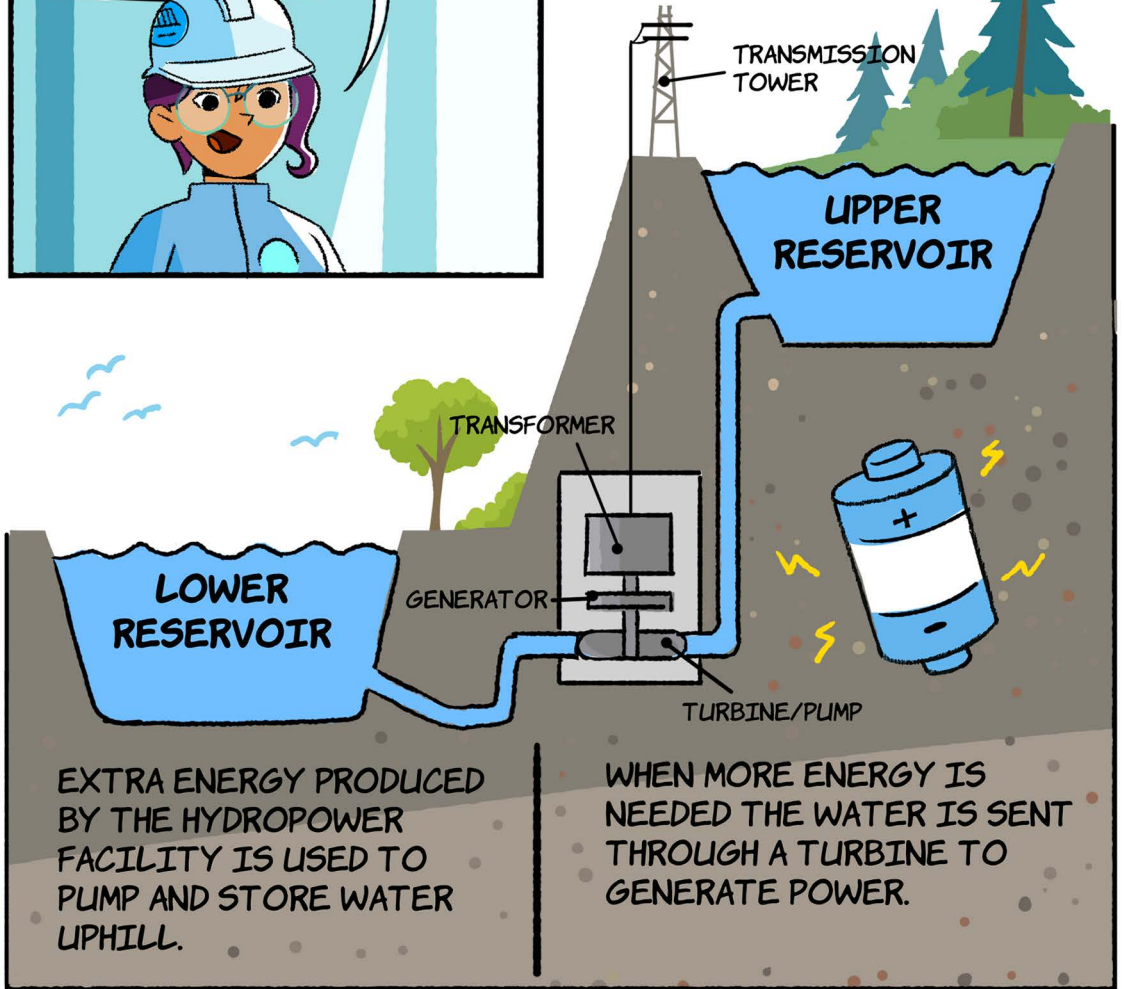 TRANSMISSION
TOWER
UPPER
RESERVOIR
TRANSFORMER
LOWER
RESERVOIR
GENERATOR
+
-
TURBINE/PUMP
EXTRA ENERGY PRODUCED
BY THE HYDROPOWER
FACILITY IS USED TO
PUMP AND STORE WATER
UPHILL.
WHEN MORE ENERGY IS
NEEDED THE WATER IS SENT
THROUGH A TURBINE TO
GENERATE POWER.